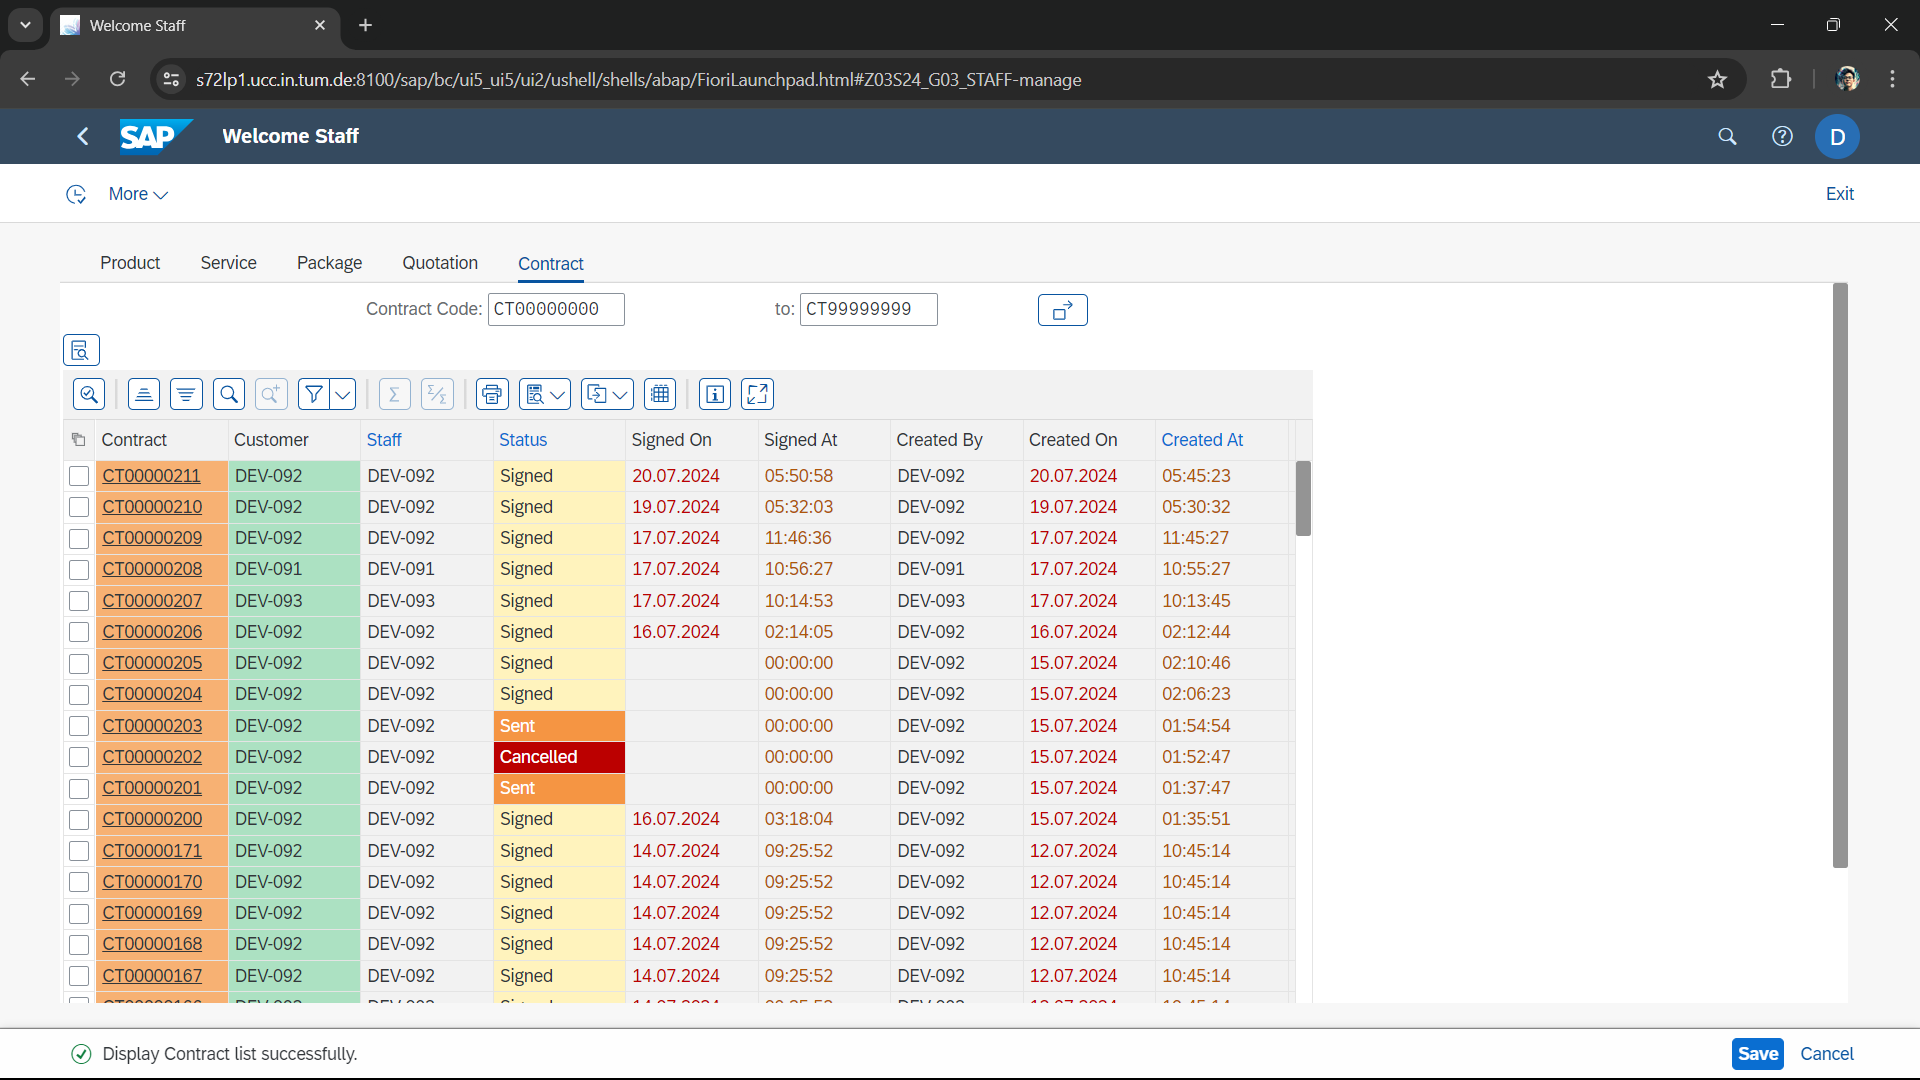 Welcome Staff
s72lp1.ucc.in.tum.de:8100/sap/bc/ui5_ui5/ui2/ushell/shells/abap/FioriLaunchpad.html#Z03S24_G03_STAFF-manage
SAP Welcome Staff D
More Exit
Product Service Package Quotation Contract
Contract Code: CT00000000 to: CT99999999
Contract Customer Staff Status Signed On Signed At Created By Created On Created At
CT00000211 DEV-092 DEV-092 Signed 20.07.2024 05:50:58 DEV-092 20.07.2024 05:45:23
CT00000210 DEV-092 DEV-092 Signed 19.07.2024 05:32:03 DEV-092 19.07.2024 05:30:32
CT00000209 DEV-092 DEV-092 Signed 17.07.2024 11:46:36 DEV-092 17.07.2024 11:45:27
CT00000208 DEV-091 DEV-091 Signed 17.07.2024 10:56:27 DEV-091 17.07.2024 10:55:27
CT00000207 DEV-093 DEV-093 Signed 17.07.2024 10:14:53 DEV-093 17.07.2024 10:13:45
CT00000206 DEV-092 DEV-092 Signed 16.07.2024 02:14:05 DEV-092 16.07.2024 02:12:44
CT00000205 DEV-092 DEV-092 Signed 00:00:00 DEV-092 15.07.2024 02:10:46
CT00000204 DEV-092 DEV-092 Signed 00:00:00 DEV-092 15.07.2024 02:06:23
CT00000203 DEV-092 DEV-092 Sent 00:00:00 DEV-092 15.07.2024 01:54:54
CT00000202 DEV-092 DEV-092 Cancelled 00:00:00 DEV-092 15.07.2024 01:52:47
CT00000201 DEV-092 DEV-092 Sent 00:00:00 DEV-092 15.07.2024 01:37:47
CT00000200 DEV-092 DEV-092 Signed 16.07.2024 03:18:04 DEV-092 15.07.2024 01:35:51
CT00000171 DEV-092 DEV-092 Signed 14.07.2024 09:25:52 DEV-092 12.07.2024 10:45:14
CT00000170 DEV-092 DEV-092 Signed 14.07.2024 09:25:52 DEV-092 12.07.2024 10:45:14
CT00000169 DEV-092 DEV-092 Signed 14.07.2024 09:25:52 DEV-092 12.07.2024 10:45:14
CT00000168 DEV-092 DEV-092 Signed 14.07.2024 09:25:52 DEV-092 12.07.2024 10:45:14
CT00000167 DEV-092 DEV-092 Signed 14.07.2024 09:25:52 DEV-092 12.07.2024 10:45:14
Display Contract list successfully. Save Cancel